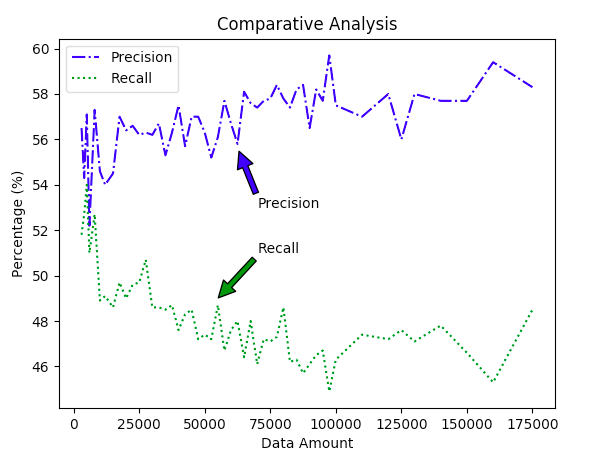 Comparative Analysis
Precision
Recall
60
58
56
54
52
50
48
46
Percentage (%)
Precision
Recall
0 25000 50000 75000 100000 125000 150000 175000
Data Amount